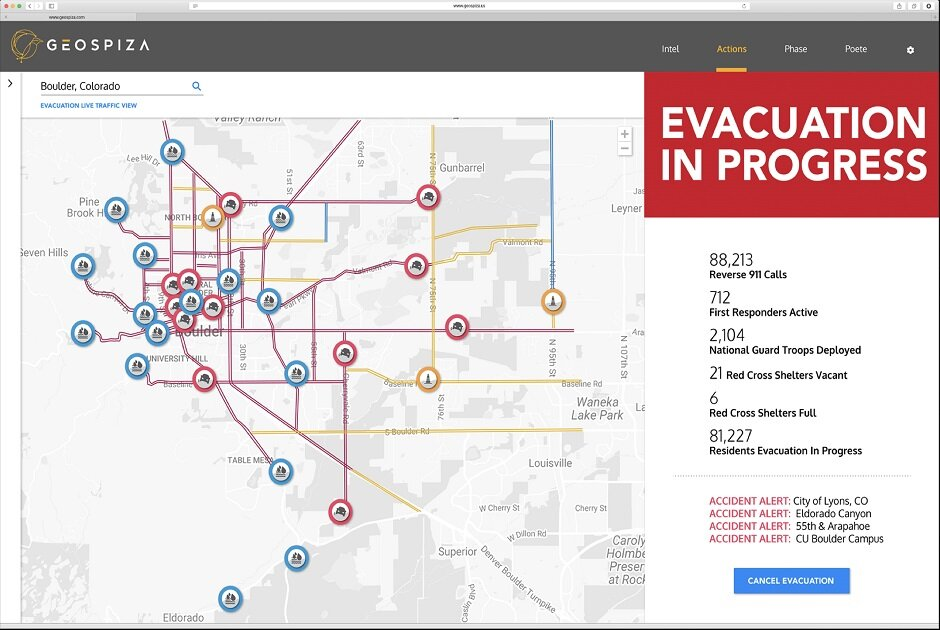 www.geospiza.us
www.geospiza.com
GEOSPIZA
Intel
Actions
Phase
Poete
Boulder, Colorado
EVACUATION LIVE TRAFFIC VIEW
EVACUATION
IN PROGRESS
88,213
Reverse 911 Calls
712
First Responders Active
2,104
National Guard Troops Deployed
21 Red Cross Shelters Vacant
6
Red Cross Shelters Full
81,227
Residents Evacuation In Progress
ACCIDENT ALERT: City of Lyons, CO
ACCIDENT ALERT: Eldorado Canyon
ACCIDENT ALERT: 55th & Arapahoe
ACCIDENT ALERT: CU Boulder Campus
CANCEL EVACUATION
Valley Ranch
Lee Hill Dr
51st St
63rd St
N 75th St
Gunbarrel
Pine
Brook H
NORTH BO
Leyner
Seven Hills
Valmont Rd
Valmont Rd
N 95th St
Boulder
UNIVERSITY HILL
30th St
55th St
N 95th St
N 107th St
Baseline
Cherryvale Rd
Baseline Rd
Baseline Rd
76th St
Waneka
Lake Park
S Boulder Rd
TABLE MESA
Louisville
W Cherry St
Cherry St
W Dillon Rd
Superior
Denver Boulder Turnpike
Caroly
Holmbe
Preser
at Rock
Eldorado